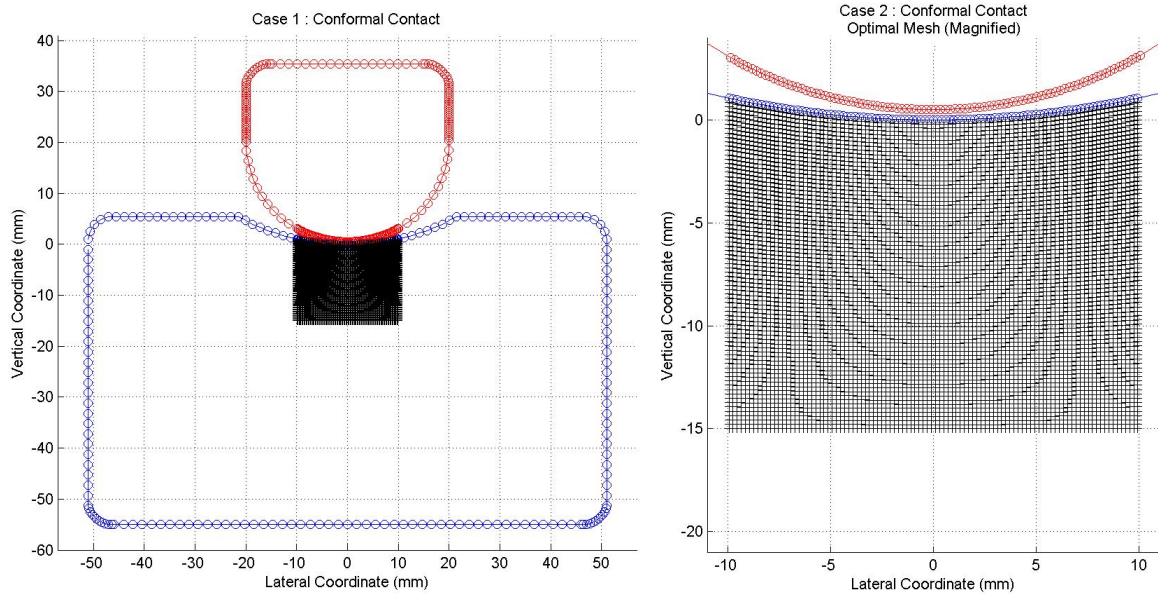 Case 1 : Conformal Contact
40
30
20
10
0
-10
-20
-30
-40
-50
-60
Vertical Coordinate (mm)
-50 -40 -30 -20 -10 0 10 20 30 40 50
Lateral Coordinate (mm)
Case 2 : Conformal Contact
Optimal Mesh (Magnified)
0
-5
-10
-15
-20
Vertical Coordinate (mm)
-10 -5 0 5 10
Lateral Coordinate (mm)